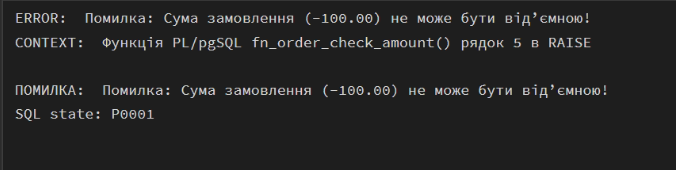 ERROR:  Помилка: Сума замовлення (-100.00) не може бути від’ємною!
CONTEXT:  Функція PL/pgSQL fn_order_check_amount() рядок 5 в RAISE
ПОМИЛКА:  Помилка: Сума замовлення (-100.00) не може бути від’ємною!
SQL state: P0001